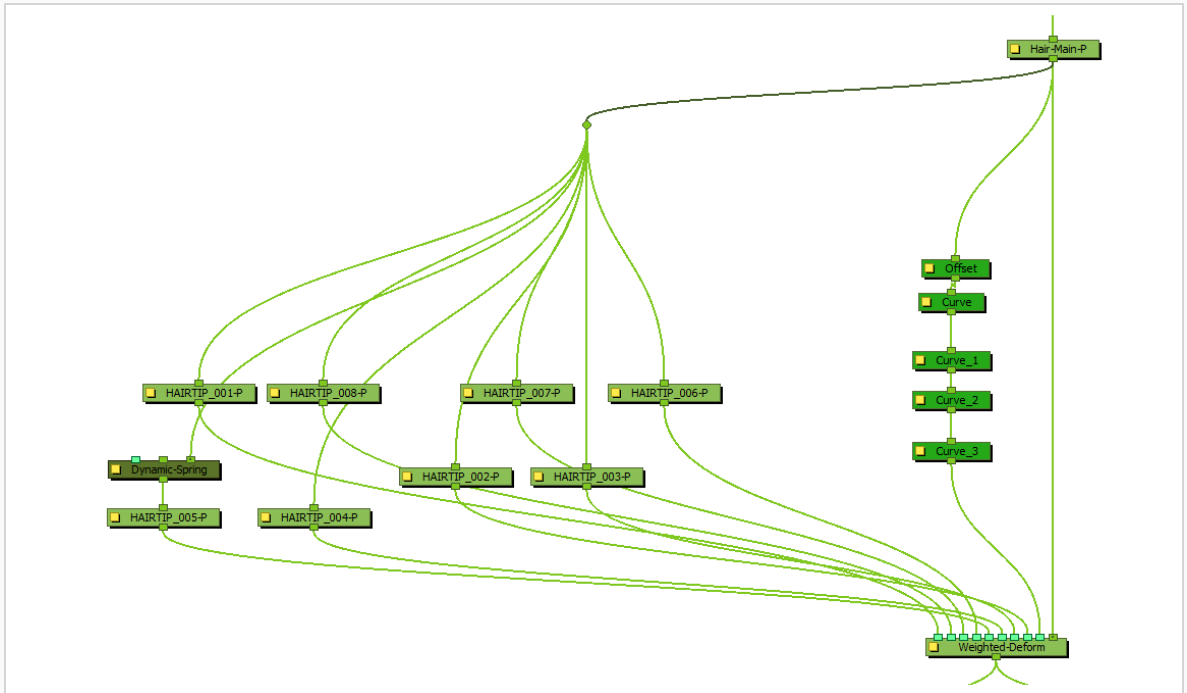 Hair-Main-P
Offset
Curve
Curve_1
HAIRTIP_001-P
HAIRTIP_008-P
HAIRTIP_007-P
HAIRTIP_006-P
Curve_2
Curve_3
Dynamic-Spring
HAIRTIP_002-P
HAIRTIP_003-P
HAIRTIP_005-P
HAIRTIP_004-P
Weighted-Deform